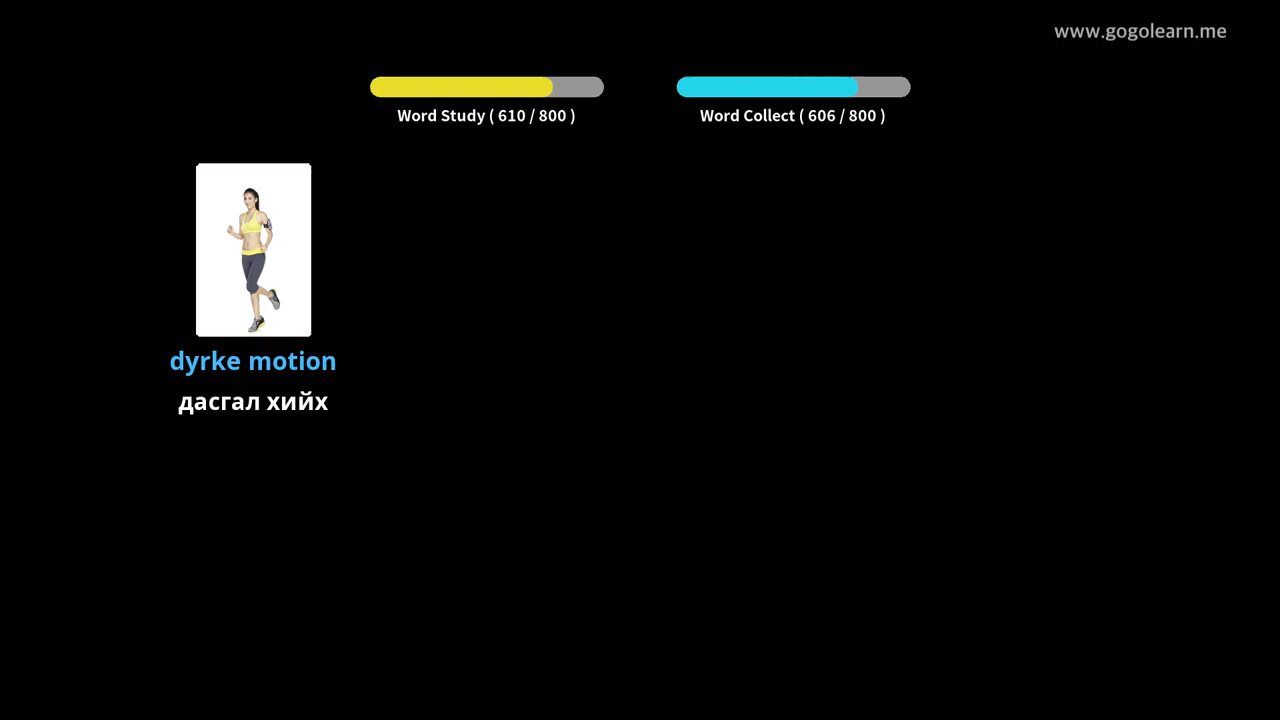 www.gogolearn.me
Word Study ( 610 / 800 )
Word Collect ( 606 / 800 )
dyrke motion
дасгал хийх